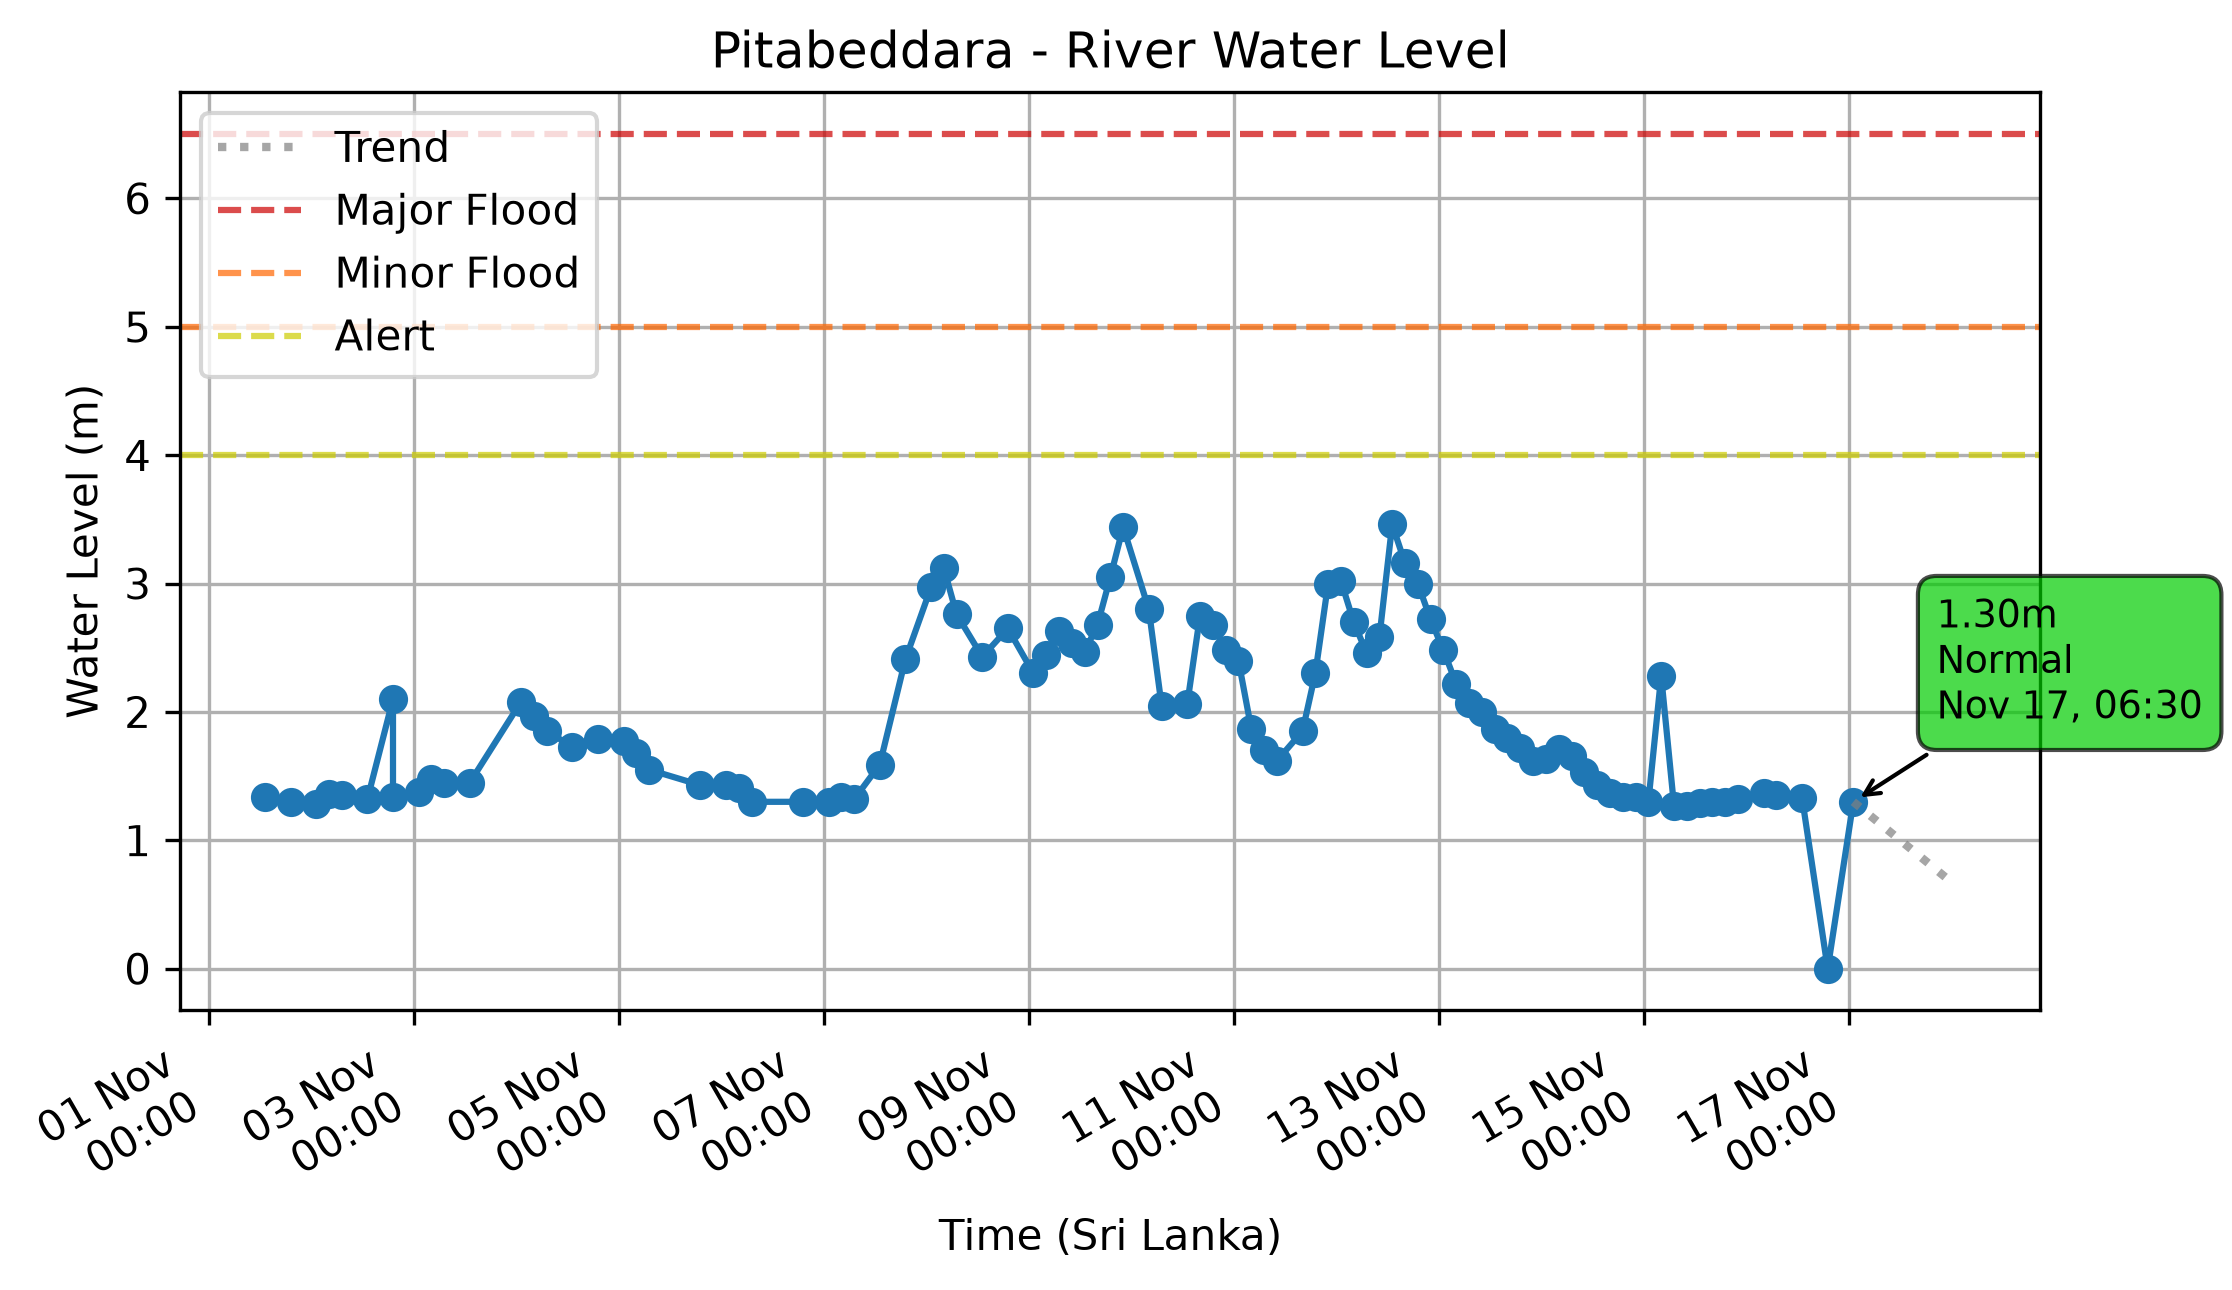 Pitabeddara - River Water Level
Trend
Major Flood
Minor Flood
Alert
Water Level (m)
6
5
4
3
2
1
0
1.30m
Normal
Nov 17, 06:30
01 Nov
00:00
03 Nov
00:00
05 Nov
00:00
07 Nov
00:00
09 Nov
00:00
11 Nov
00:00
13 Nov
00:00
15 Nov
00:00
17 Nov
00:00
Time (Sri Lanka)